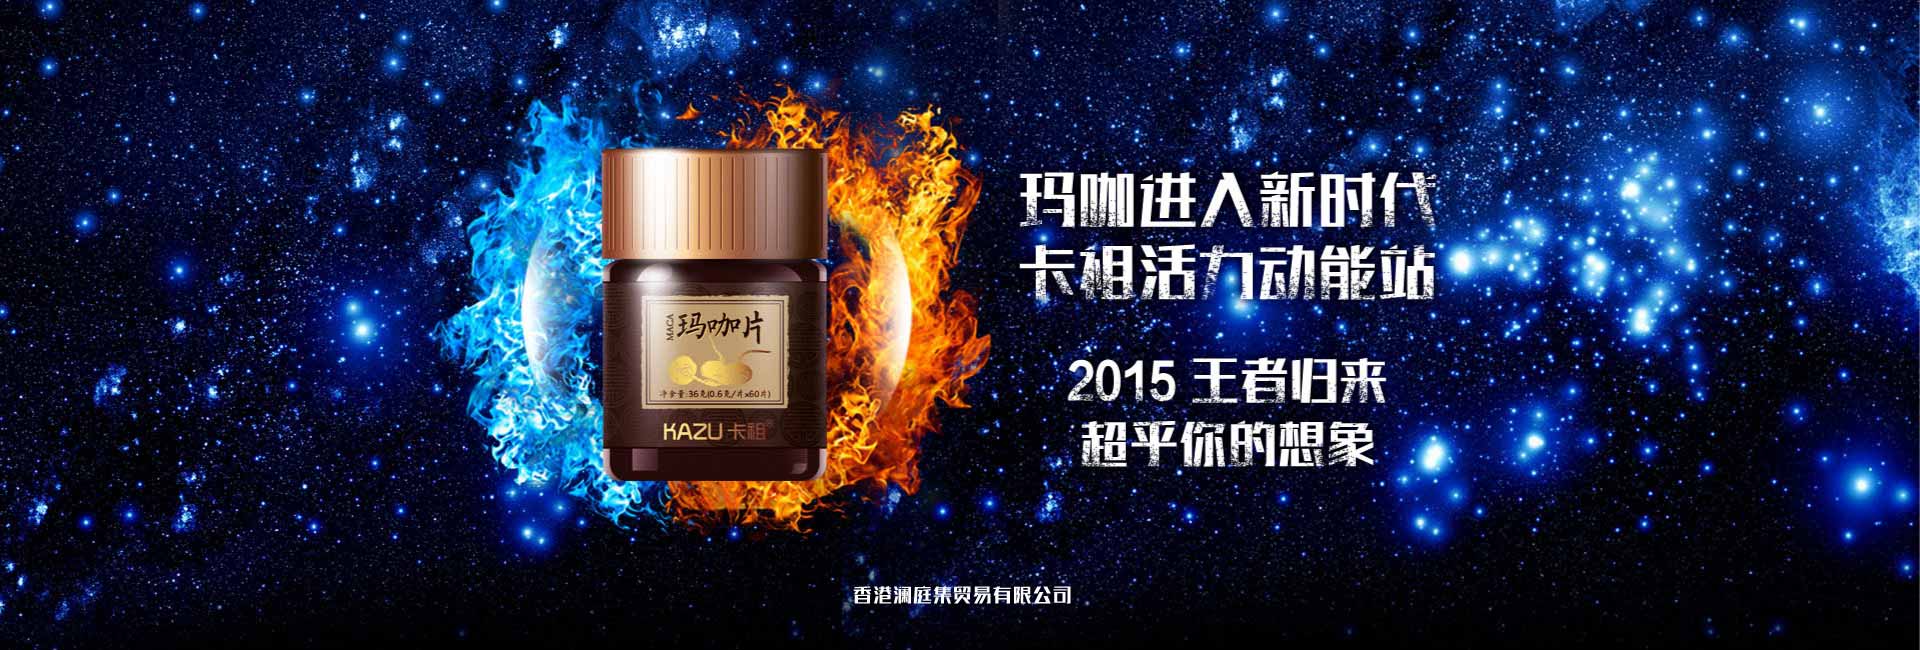 玛咖进入新时代
卡祖活力动能站
2015 王者归来
超乎你的想象
MACA
玛咖片
净含量:36克(0.6克/片x60片)
KAZU 卡祖®
香港澜庭集贸易有限公司